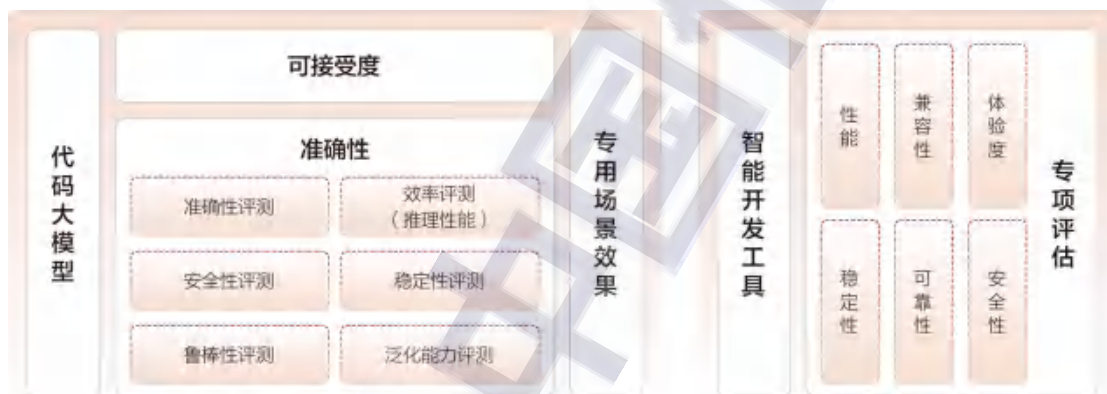 代码大模型
可接受度
准确性
准确性评测
效率评测
(推理性能)
安全性评测
稳定性评测
鲁棒性评测
泛化能力评测
专用场景效果
智能开发工具
性能
兼容性
体验度
稳定性
可靠性
安全性
专项评估
中国